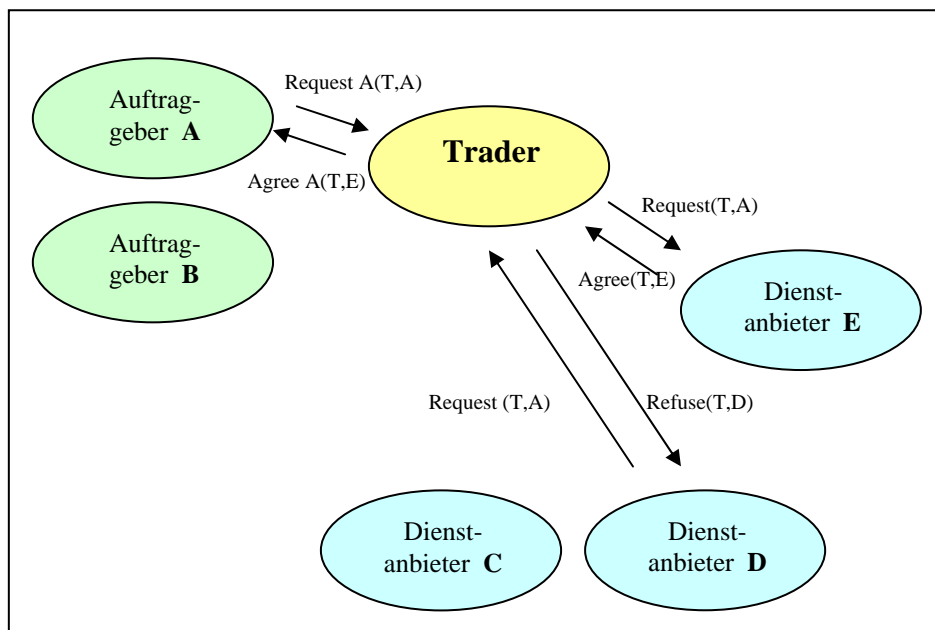 Auftrag-
geber A
Request A(T,A)
Agree A(T,E)
Trader
Auftrag-
geber B
Request(T,A)
Agree(T,E)
Dienst-
anbieter E
Request (T,A)
Refuse(T,D)
Dienst-
anbieter C
Dienst-
anbieter D